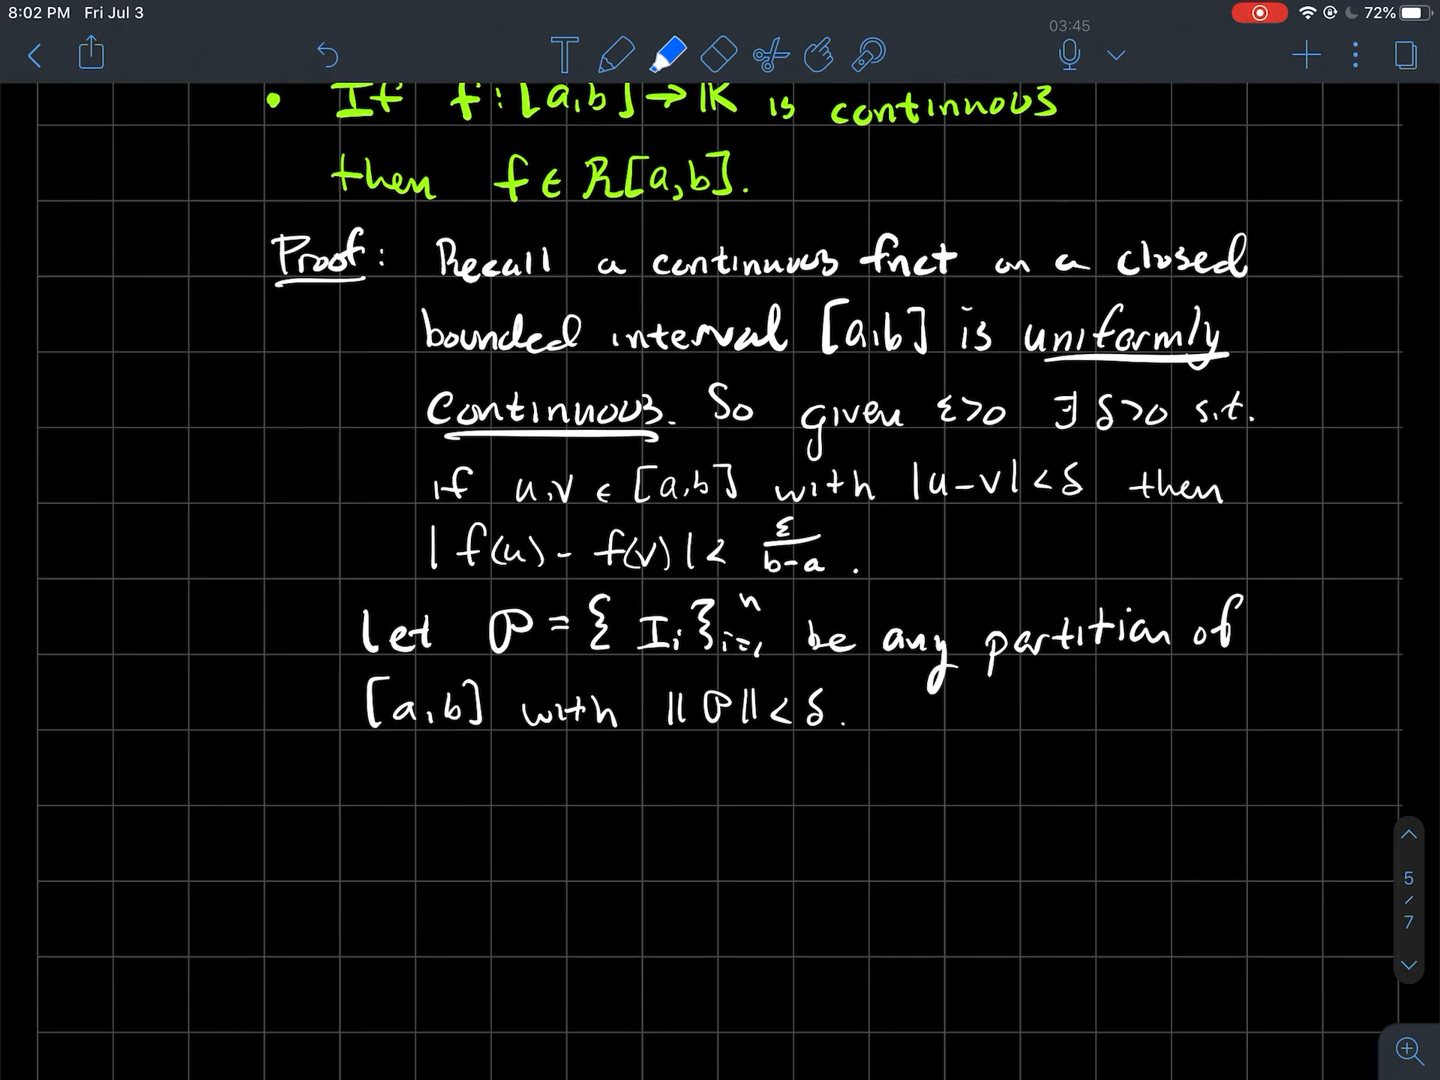 8:02 PM Fri Jul 3
72%
03:45
• If f: [a,b] → ℝ is continuous
then f ∈ R[a,b].
Proof: Recall a continuous fnct on a closed
bounded interval [a,b] is uniformly
continuous. So given ε>0 ∃ δ>0 s.t.
if u,v ∈ [a,b] with |u-v|<δ then
|f(u) - f(v)| < ε/(b-a).
Let P = { I_i }_{i=1}^n be any partition of
[a,b] with ||P|| < δ.
5
/
7